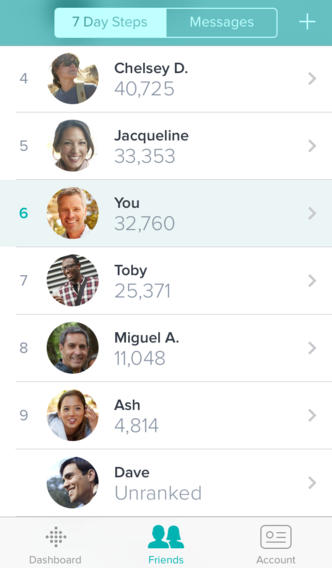 7 Day Steps Messages +
4 Chelsey D.
40,725
5 Jacqueline
33,353
6 You
32,760
7 Toby
25,371
8 Miguel A.
11,048
9 Ash
4,814
Dave
Unranked
Dashboard Friends Account